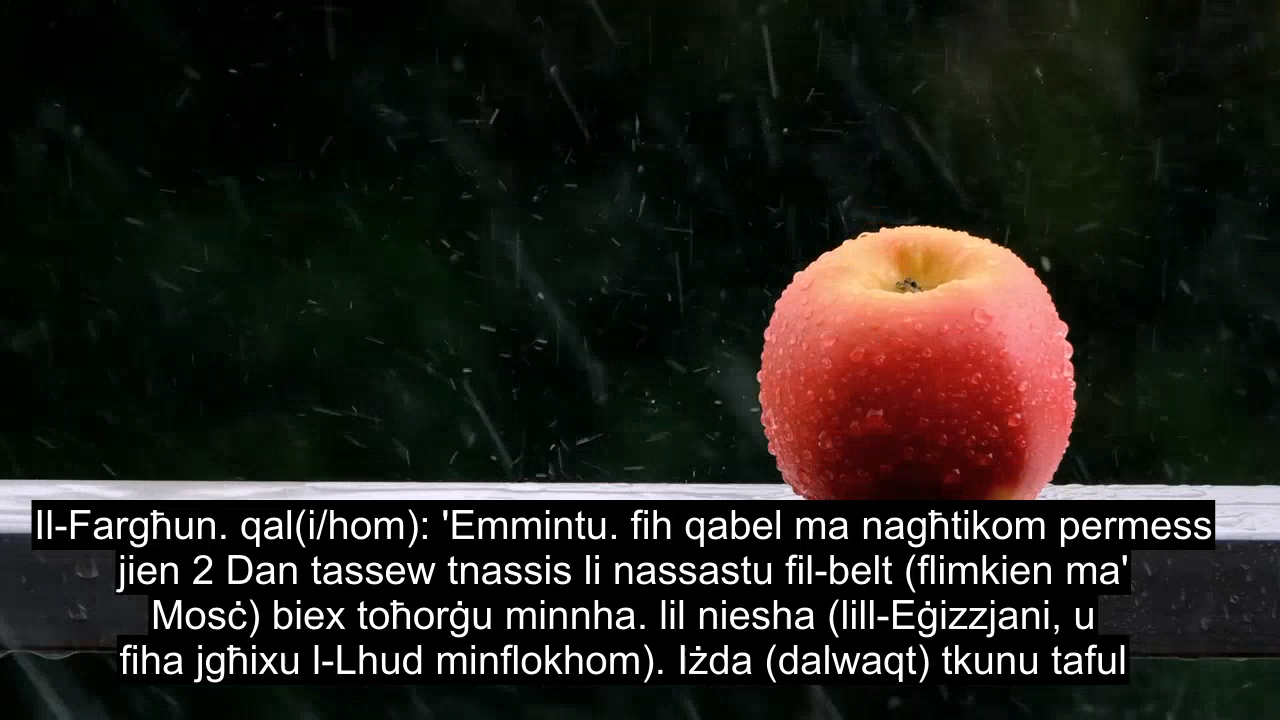 Il-Fargħun. qal(i/hom): 'Emmintu. fih qabel ma nagħtikom permess
jien 2 Dan tassew tnassis li nassastu fil-belt (flimkien ma'
Mosċ) biex toħorġu minnha. lil niesha (lill-Eġizzjani, u
fiha jgħixu l-Lhud minflokhom). Iżda (dalwaqt) tkunu taful